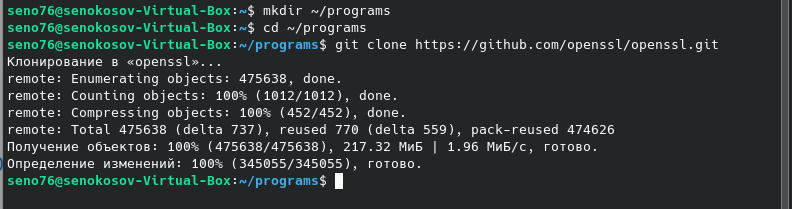 seno76@senokosov-Virtual-Box:~$ mkdir ~/programs
seno76@senokosov-Virtual-Box:~$ cd ~/programs
seno76@senokosov-Virtual-Box:~/programs$ git clone https://github.com/openssl/openssl.git
Клонирование в «openssl»...
remote: Enumerating objects: 475638, done.
remote: Counting objects: 100% (1012/1012), done.
remote: Compressing objects: 100% (452/452), done.
remote: Total 475638 (delta 737), reused 770 (delta 559), pack-reused 474626
Получение объектов: 100% (475638/475638), 217.32 МиБ | 1.96 МиБ/с, готово.
Определение изменений: 100% (345055/345055), готово.
seno76@senokosov-Virtual-Box:~/programs$